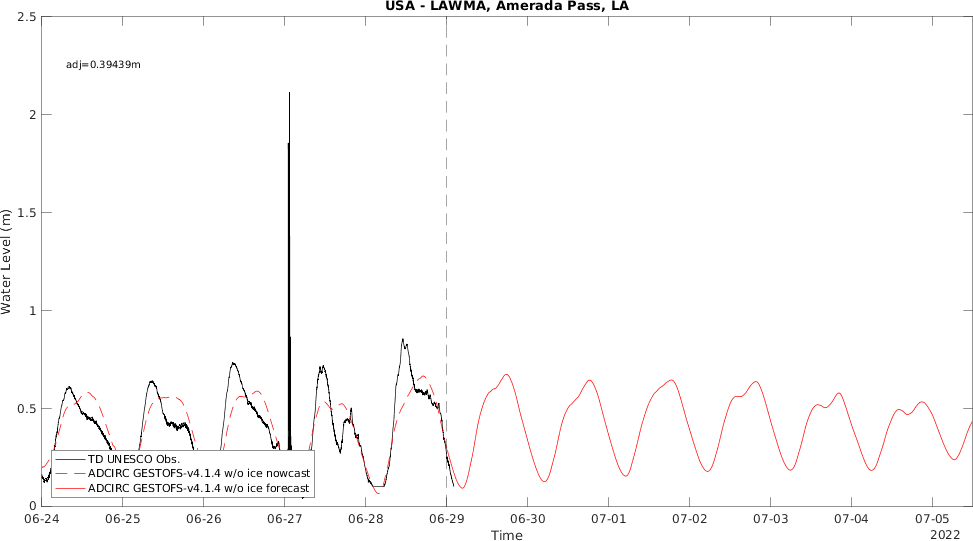 USA - LAWMA, Amerada Pass, LA
2.5
adj=0.39439m
2
1.5
Water Level (m)
1
0.5
TD UNESCO Obs.
ADCIRC GESTOFS-v4.1.4 w/o ice nowcast
ADCIRC GESTOFS-v4.1.4 w/o ice forecast
0
06-24 06-25 06-26 06-27 06-28 06-29 06-30 07-01 07-02 07-03 07-04 07-05
Time
2022